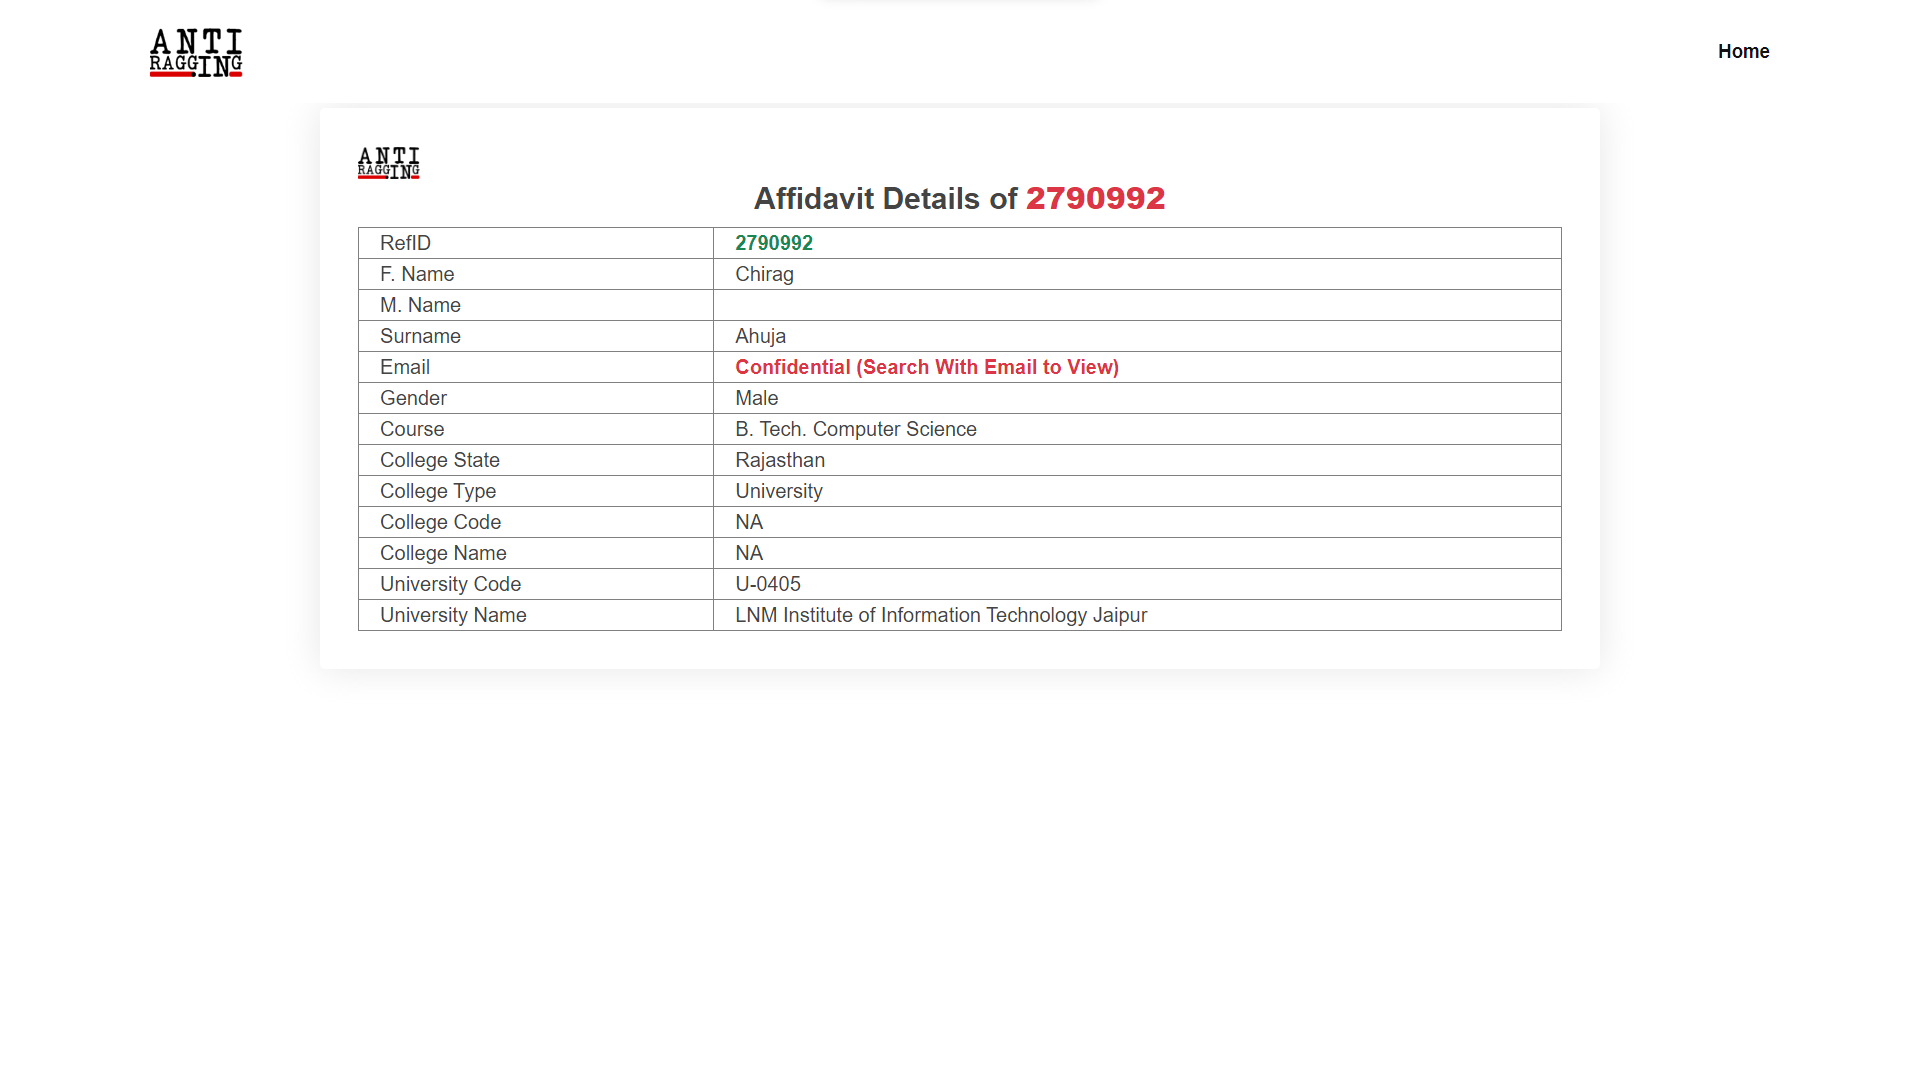 ANTI
RAGGING
Home
ANTI
RAGGING
Affidavit Details of 2790992
RefID 2790992
F. Name Chirag
M. Name
Surname Ahuja
Email Confidential (Search With Email to View)
Gender Male
Course B. Tech. Computer Science
College State Rajasthan
College Type University
College Code NA
College Name NA
University Code U-0405
University Name LNM Institute of Information Technology Jaipur